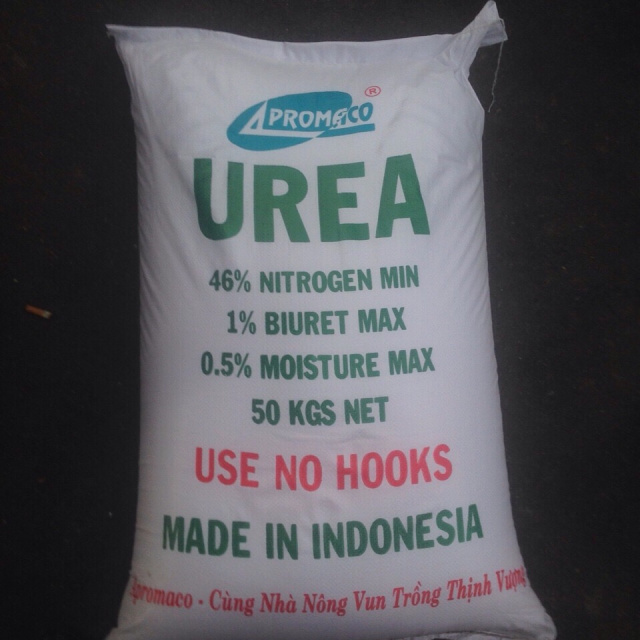 APROMACO ®
UREA
46% NITROGEN MIN
1% BIURET MAX
0.5% MOISTURE MAX
50 KGS NET
USE NO HOOKS
MADE IN INDONESIA
Apromaco - Cùng Nhà Nông Vun Trồng Thịnh Vượng